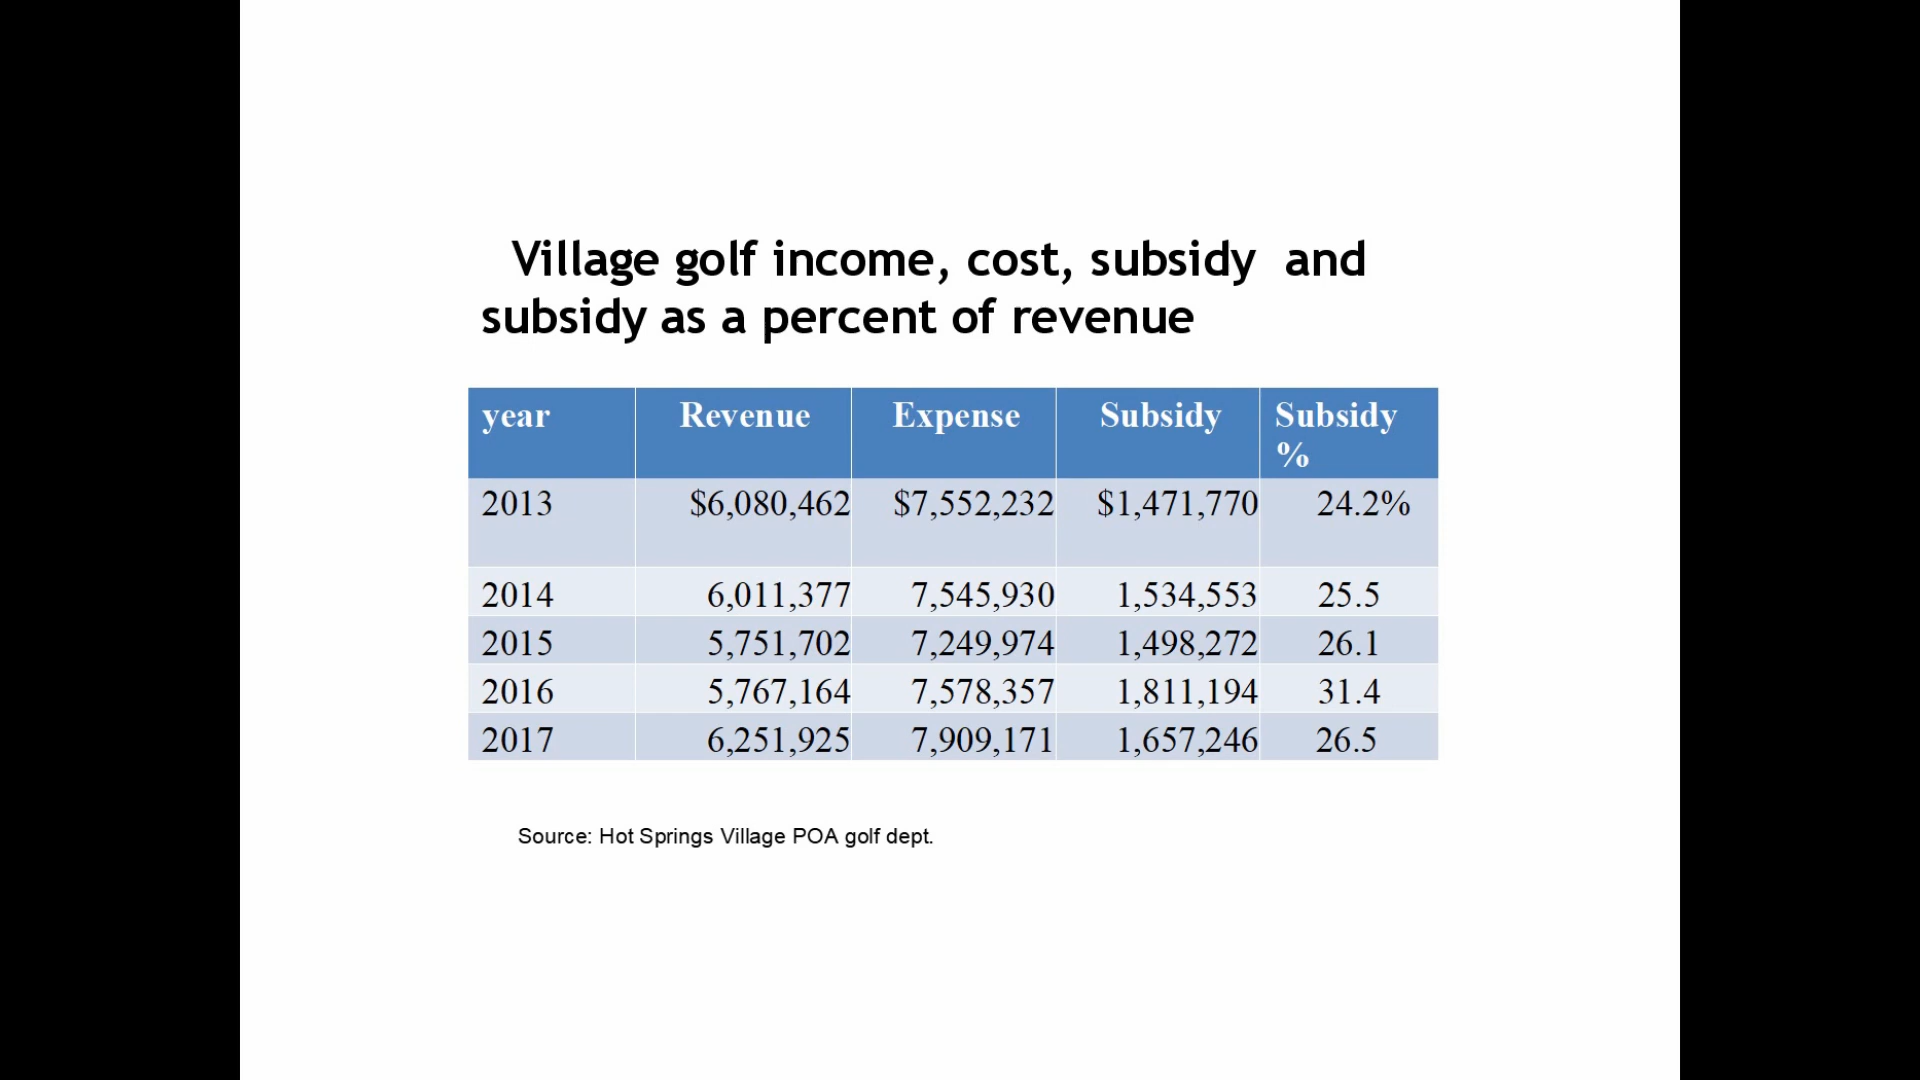 Village golf income, cost, subsidy and
subsidy as a percent of revenue
year Revenue Expense Subsidy Subsidy %
2013 $6,080,462 $7,552,232 $1,471,770 24.2%
2014 6,011,377 7,545,930 1,534,553 25.5
2015 5,751,702 7,249,974 1,498,272 26.1
2016 5,767,164 7,578,357 1,811,194 31.4
2017 6,251,925 7,909,171 1,657,246 26.5
Source: Hot Springs Village POA golf dept.